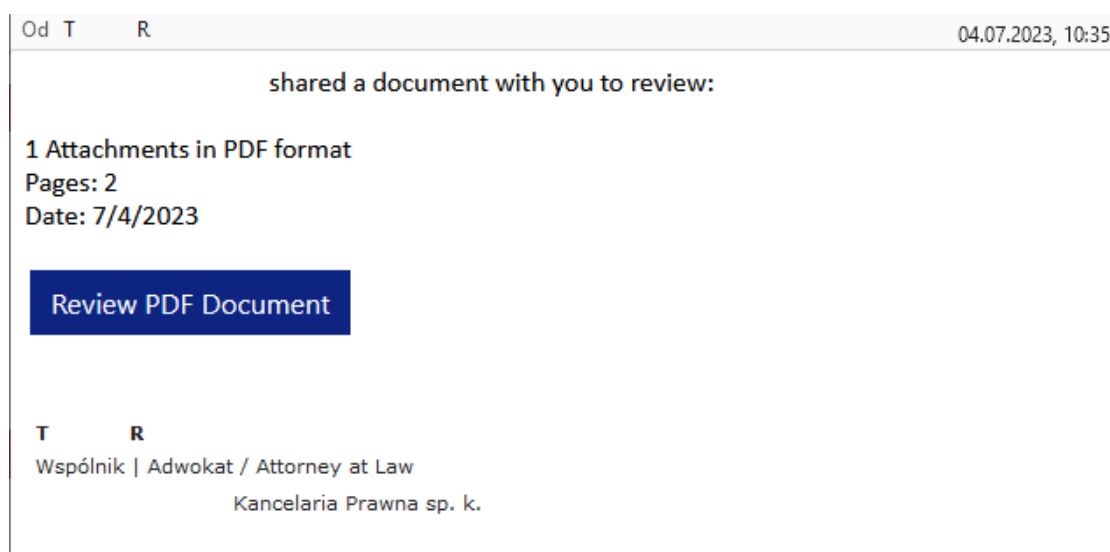 Od T R
04.07.2023, 10:35
shared a document with you to review:
1 Attachments in PDF format
Pages: 2
Date: 7/4/2023
Review PDF Document
T R
Wspólnik | Adwokat / Attorney at Law
Kancelaria Prawna sp. k.